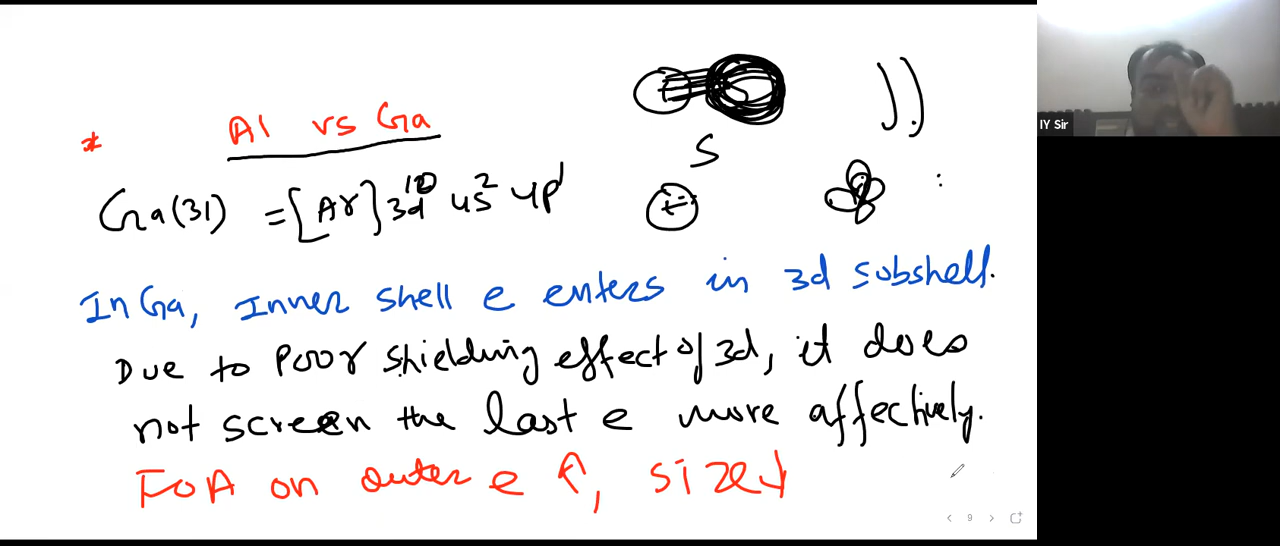 * Al vs Ga
S
Ga(31) = [Ar] 3d¹⁰ 4s² 4p¹
In Ga, Inner shell e enters in 3d subshell.
Due to Poor shielding effect of 3d, it does
not screen the last e more affectively.
FOA on outer e ↑, size↓
IY Sir
9